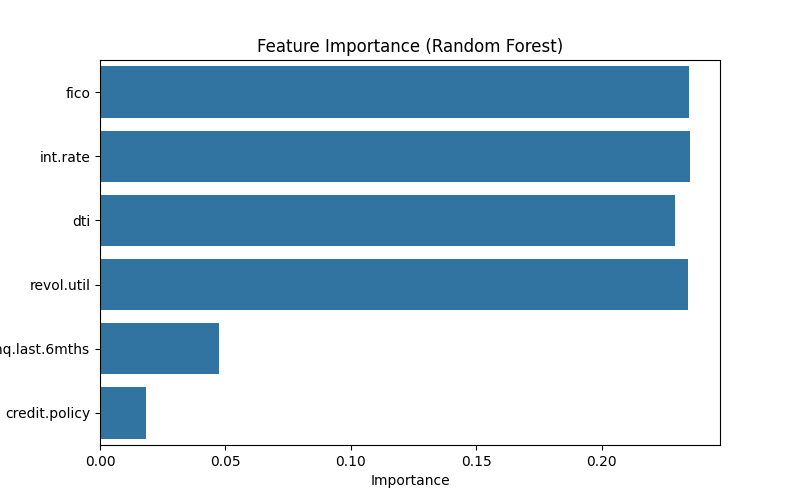 Feature Importance (Random Forest)
fico
int.rate
dti
revol.util
nq.last.6mths
credit.policy
0.00 0.05 0.10 0.15 0.20
Importance